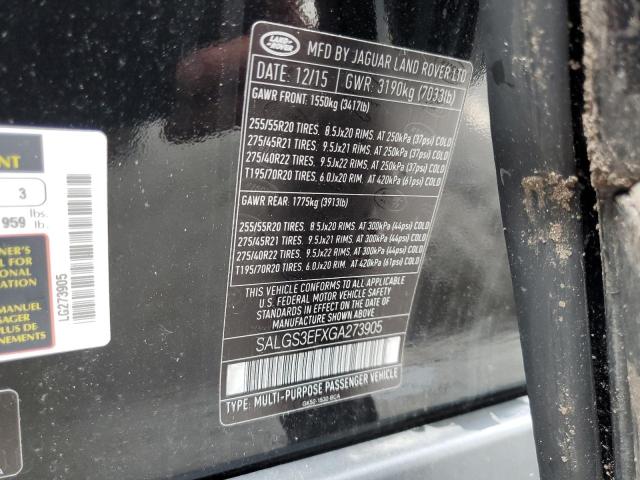 LAND ROVER
MFD BY JAGUAR LAND ROVER LTD
DATE: 12/15 GWR: 3190kg (7033lb)
GAWR FRONT: 1550kg (3417lb)
255/55R20 TIRES. 8.5Jx20 RIMS. AT 250kPa (37psi) COLD
275/45R21 TIRES. 9.5Jx21 RIMS. AT 250kPa (37psi) COLD
275/40R22 TIRES. 9.5Jx22 RIMS. AT 250kPa (37psi) COLD
T195/70R20 TIRES. 6.0Jx20 RIM. AT 420kPa (61psi) COLD
GAWR REAR: 1775kg (3913lb)
255/55R20 TIRES. 8.5Jx20 RIMS. AT 300kPa (44psi) COLD
275/45R21 TIRES. 9.5Jx21 RIMS. AT 300kPa (44psi) COLD
275/40R22 TIRES. 9.5Jx22 RIMS. AT 300kPa (44psi) COLD
T195/70R20 TIRES. 6.0Jx20 RIM. AT 420kPa (61psi) COLD
THIS VEHICLE CONFORMS TO ALL APPLICABLE
U.S. FEDERAL MOTOR VEHICLE SAFETY
STANDARDS IN EFFECT ON THE DATE OF
MANUFACTURE SHOWN ABOVE
SALGS3EFXGA273905
TYPE: MULTI-PURPOSE PASSENGER VEHICLE
3
959 lbs.
lb.
MANUEL
PLUS DE
LG273905